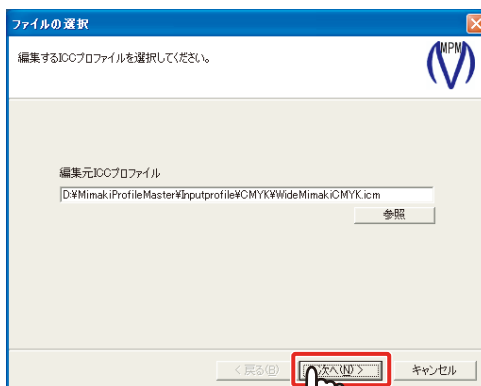 ファイルの選択
編集するICCプロファイルを選択してください。
MPM
編集元ICCプロファイル
D:¥MimakiProfileMaster¥Inputprofile¥CMYK¥WideMimakiCMYK.icm
参照
< 戻る(B)
次へ(N) >
キャンセル